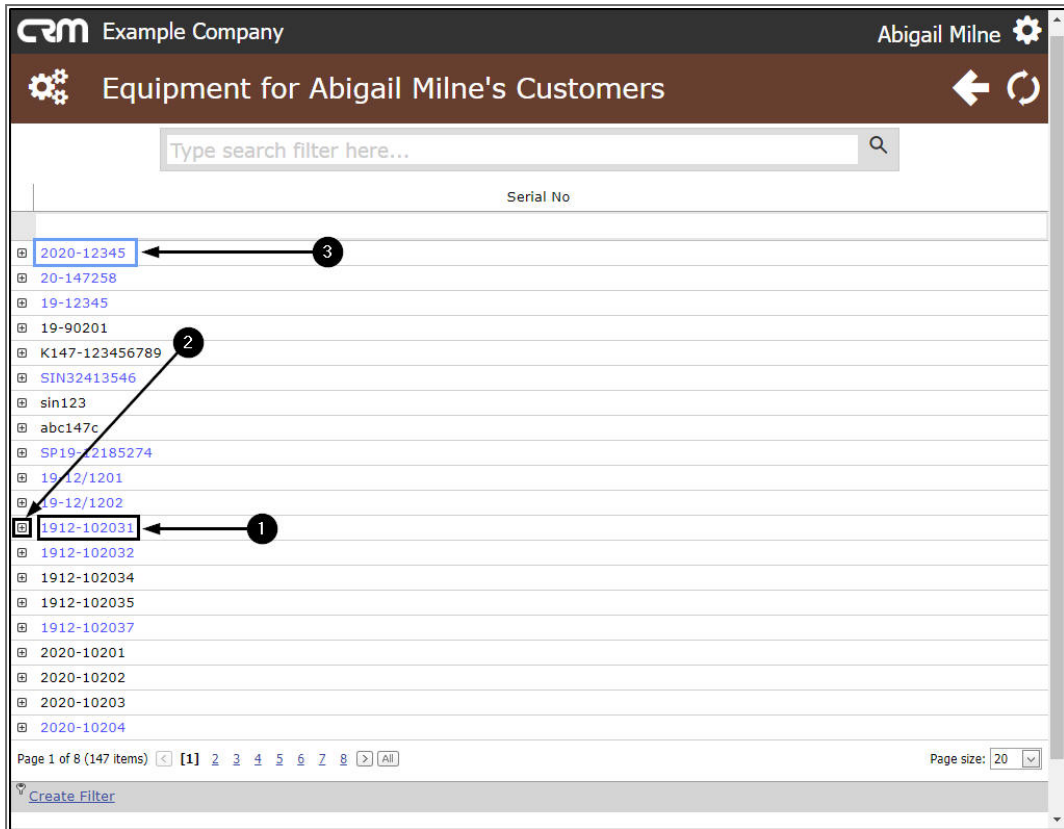 CRM Example Company Abigail Milne
Equipment for Abigail Milne's Customers
Type search filter here...
Serial No
2020-12345 3
20-147258
19-12345
19-90201
2
K147-123456789
SIN32413546
sin123
abc147c
SP19-12185274
19-12/1201
19-12/1202
1912-102031 1
1912-102032
1912-102034
1912-102035
1912-102037
2020-10201
2020-10202
2020-10203
2020-10204
Page 1 of 8 (147 items) [1] 2 3 4 5 6 7 8 All Page size: 20
Create Filter